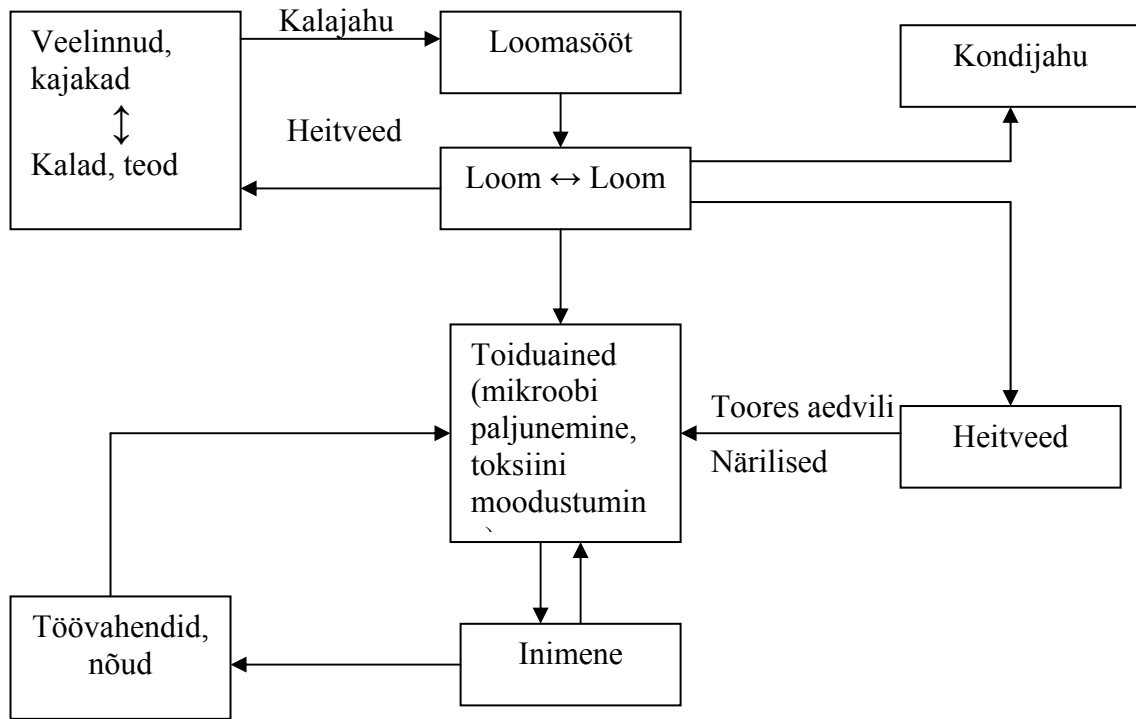 Veelinnud,
kajakad
↕
Kalad, teod
Kalajahu
Loomasööt
Kondijahu
Heitveed
Loom ↔ Loom
Toiduained
(mikroobi
paljunemine,
toksiini
moodustumin
Toores aedvili
Närilised
Heitveed
Töövahendid,
nõud
Inimene